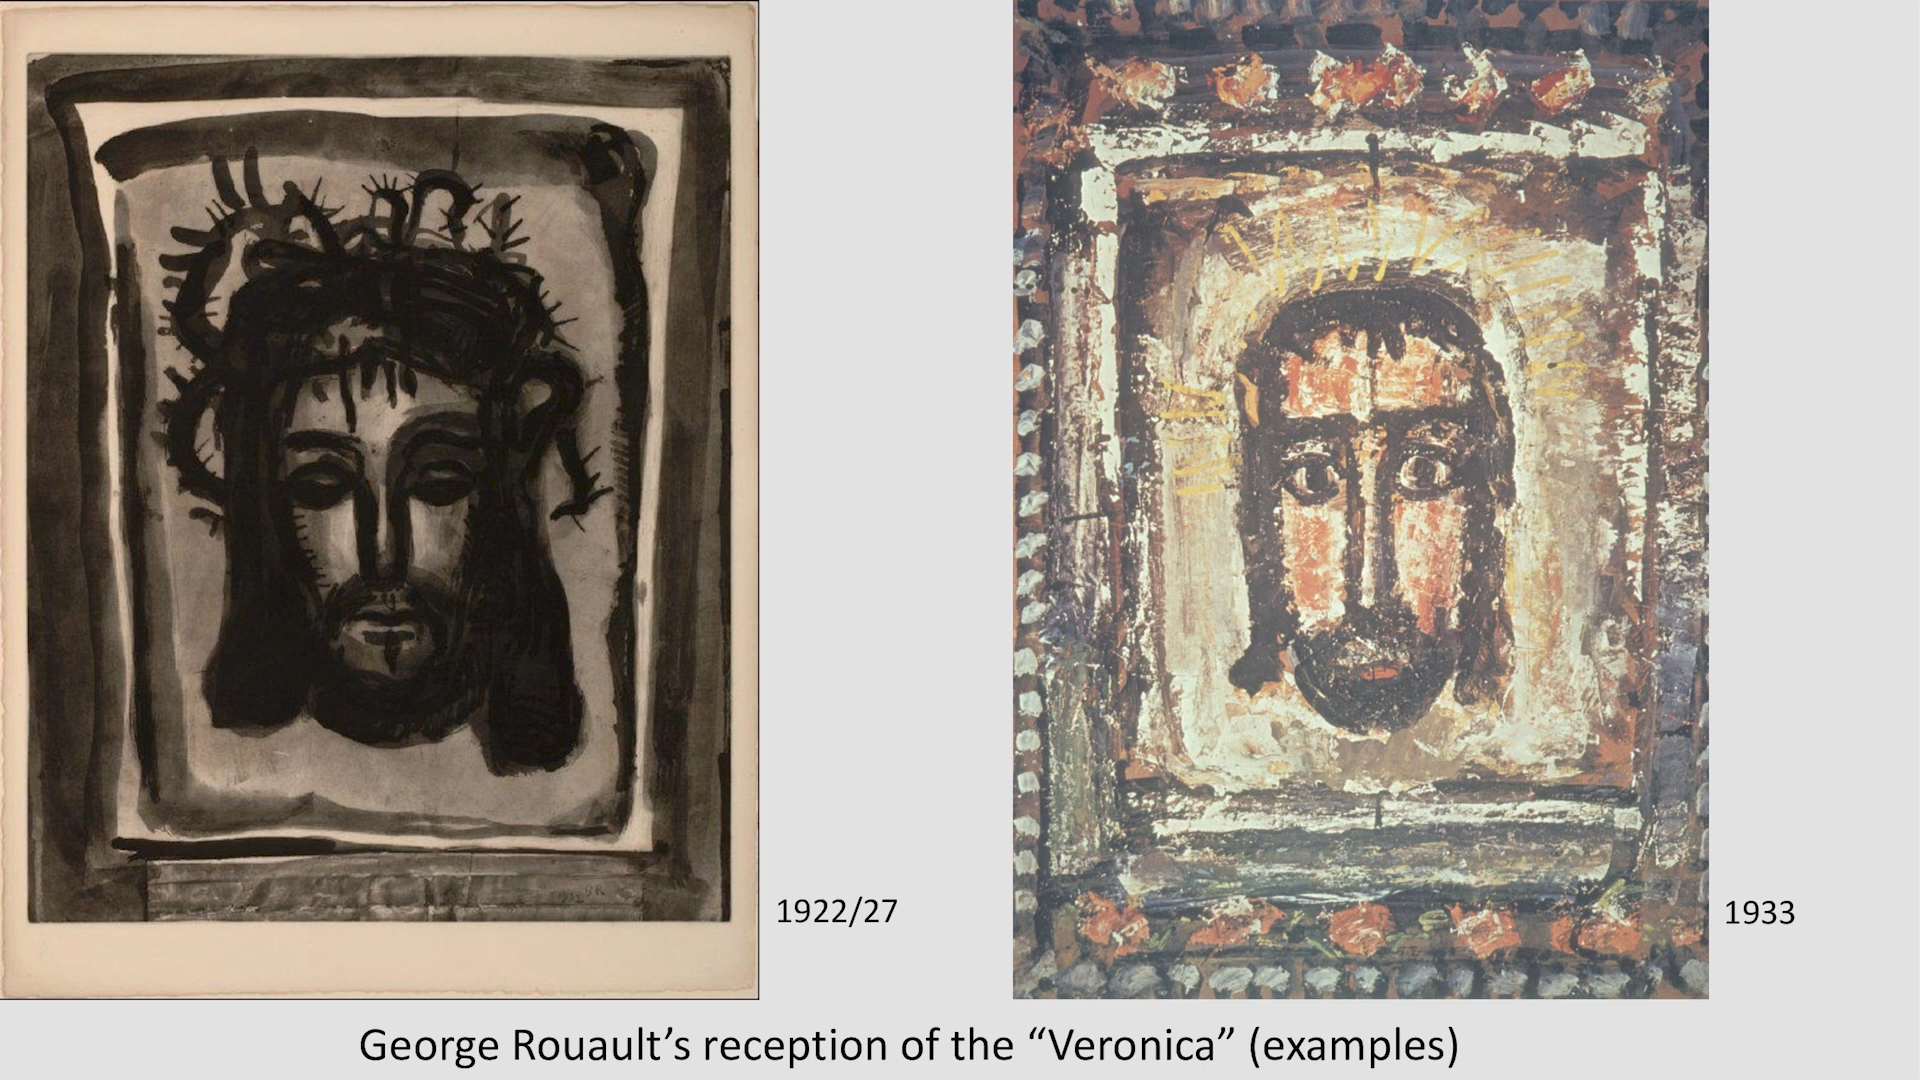 1922/27
1933
George Rouault’s reception of the “Veronica” (examples)